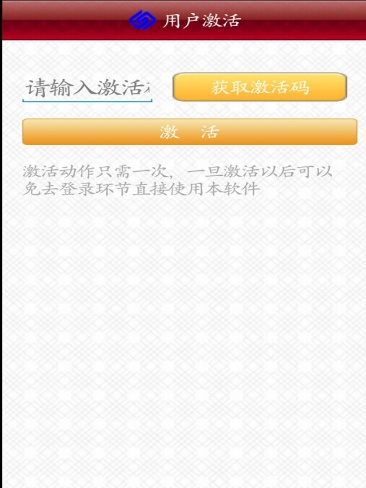 用户激活
请输入激活
获取激活码
激 活
激活动作只需一次，一旦激活以后可以
免去登录环节直接使用本软件